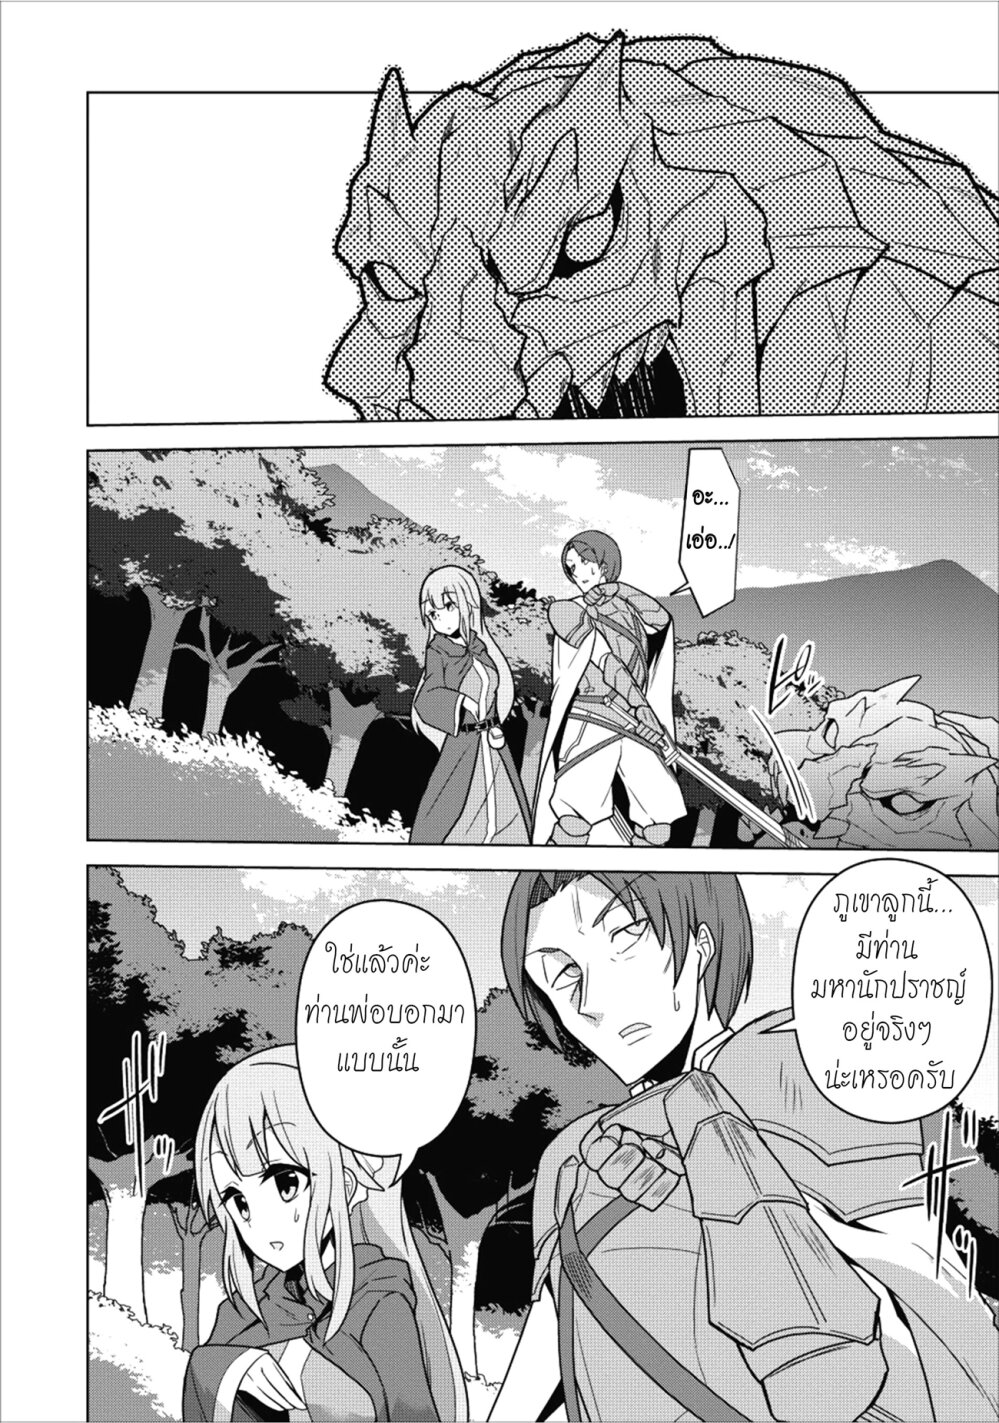 อะ...
เอ่อ../
ภูเขาลูกนี้...
มีท่าน
มหานักปราชญ์
อยู่จริงๆ
น่ะเหรอครับ
ใช่แล้วค่ะ
ท่านพ่อบอกมา
แบบนั้น